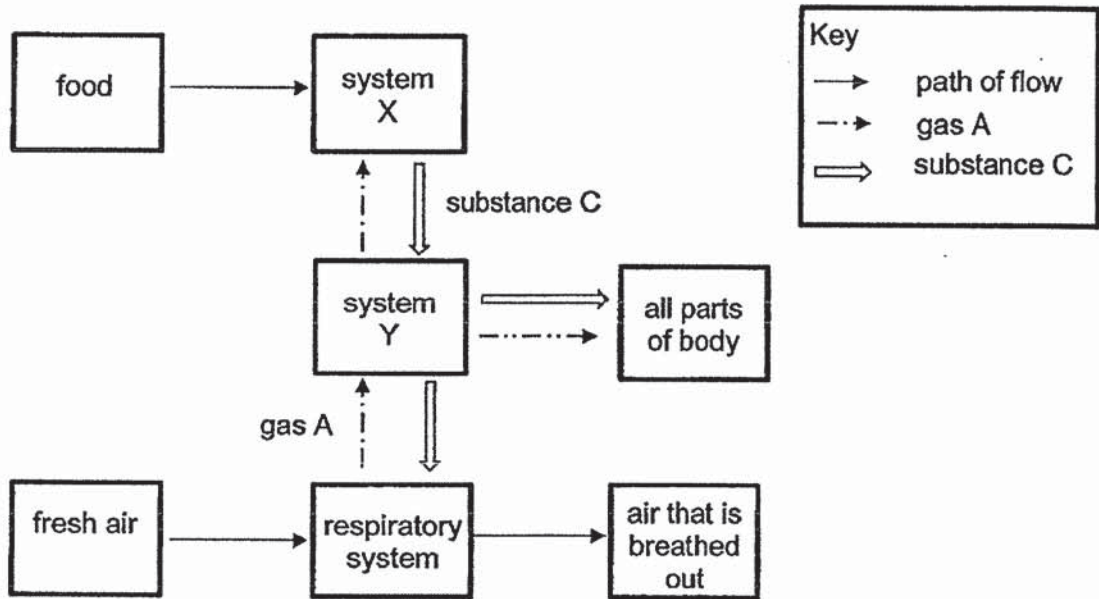 food
system
X
Key
path of flow
gas A
substance C
substance C
system
Y
all parts
of body
gas A
fresh air
respiratory
system
air that is
breathed
out